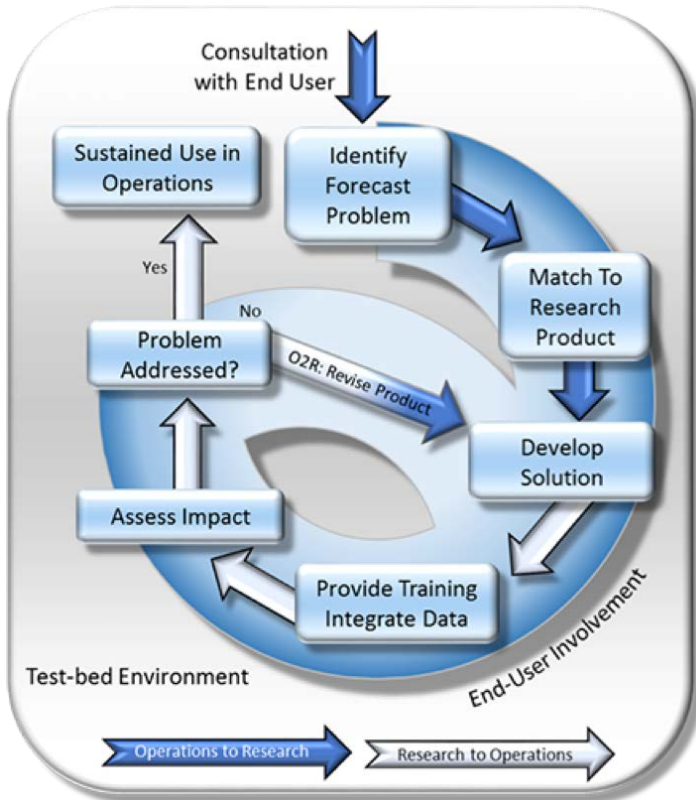 Consultation
with End User
Identify
Forecast
Problem
Sustained Use in
Operations
Match To
Research
Product
Yes
No
Problem
Addressed?
O2R: Revise Product
Develop
Solution
Assess Impact
Provide Training
Integrate Data
Test-bed Environment
End-User Involvement
Operations to Research
Research to Operations